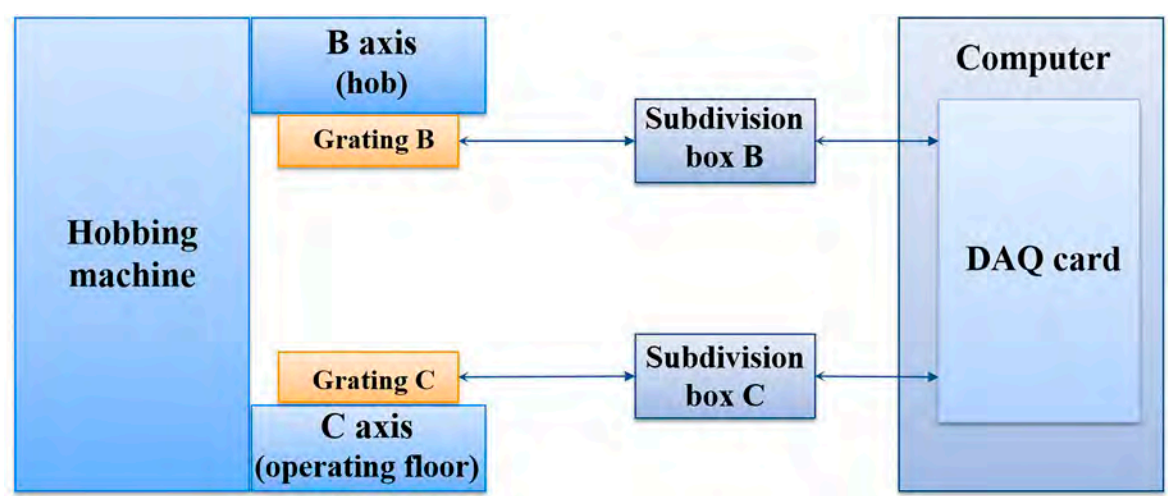 Hobbing
machine
B axis
(hob)
Grating B
Subdivision
box B
Computer
DAQ card
Grating C
C axis
(operating floor)
Subdivision
box C